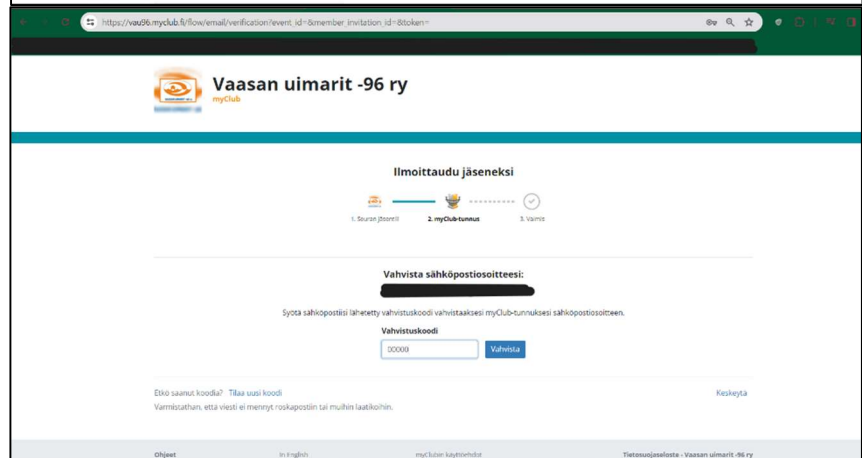 https://vau96.myclub.fi/flow/email/verification?event_id=&member_invitation_id=&token=
Vaasan uimarit -96 ry
myClub
Ilmoittaudu jäseneksi
1. Seuran jäsentili
2. myClub-tunnus
3. Valmis
Vahvista sähköpostiosoitteesi:
Syötä sähköpostiisi lähetetty vahvistuskoodi vahvistaaksesi myClub-tunnuksesi sähköpostiosoitteen.
Vahvistuskoodi
00000
Vahvista
Etkö saanut koodia? Tilaa uusi koodi
Keskeytä
Varmistathan, että viesti ei mennyt roskapostiin tai muihin laatikoihin.
Ohjeet
In English
myClubin käyttöehdot
Tietosuojaseloste - Vaasan uimarit -96 ry